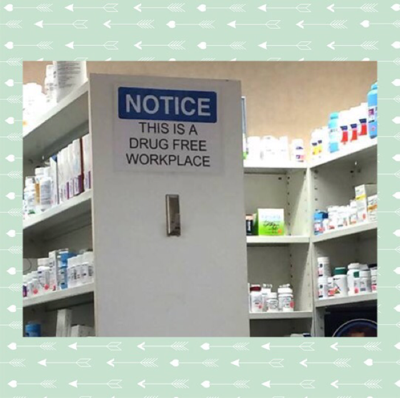 NOTICE
THIS IS A
DRUG FREE
WORKPLACE